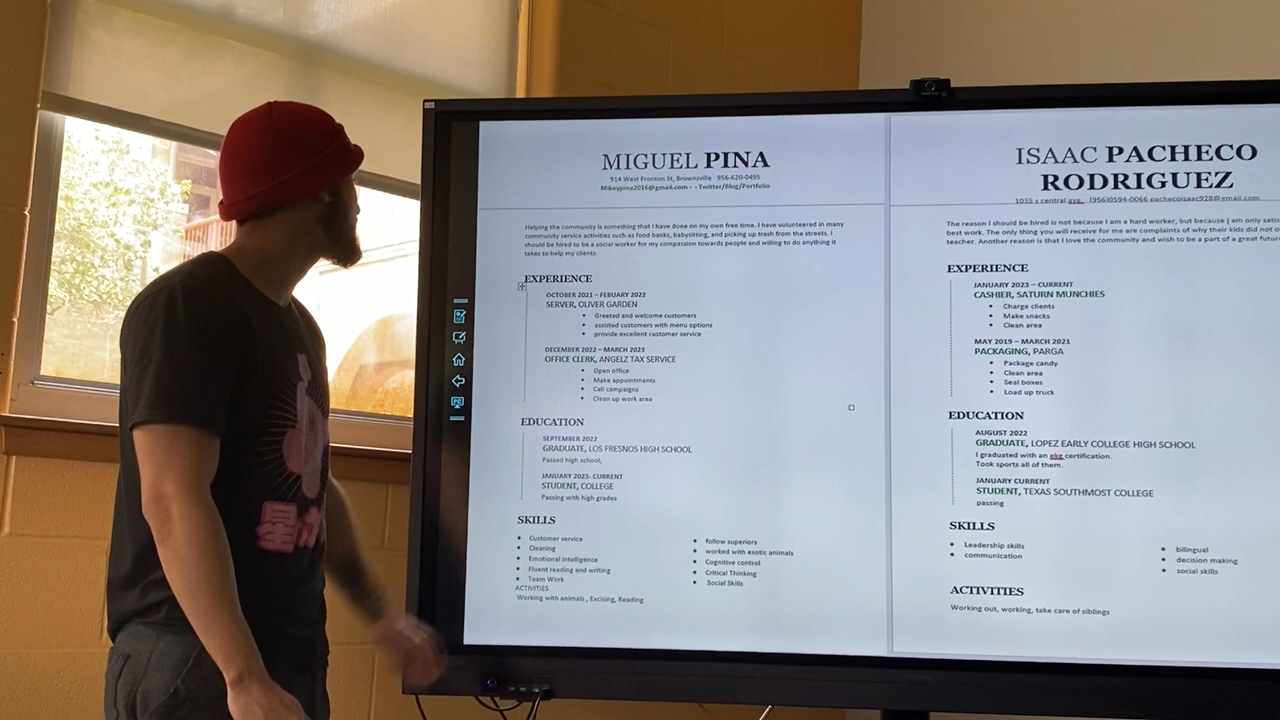 MIGUEL PINA
914 West Fronton St, Brownsville · 956-620-0495
Mikeypina2016@gmail.com - - Twitter/Blog/Portfolio
Helping the community is something that I have done on my own free time. I have volunteered in many
community service activities such as food banks, babysitting, and picking up trash from the streets. I
should be hired to be a social worker for my compassion towards people and willing to do anything it
takes to help my clients.
EXPERIENCE
OCTOBER 2021 – FEBUARY 2022
SERVER, OLIVER GARDEN
• Greeted and welcome customers
• assisted customers with menu options
• provide excellent customer service
DECEMBER 2022 – MARCH 2023
OFFICE CLERK, ANGELZ TAX SERVICE
• Open office
• Make appointments
• Call campaigns
• Clean up work area
EDUCATION
SEPTEMBER 2022
GRADUATE, LOS FRESNOS HIGH SCHOOL
Passed high school,
JANUARY 2023- CURRENT
STUDENT, COLLEGE
Passing with high grades
SKILLS
• Customer service
• Cleaning
• Emotional intelligence
• Fluent reading and writing
• Team Work
• follow superiors
• worked with exotic animals
• Cognitive control
• Critical Thinking
• Social Skills
ACTIVITIES
Working with animals , Excising, Reading
ISAAC PACHECO
RODRIGUEZ
1035 s central ave. · (956)0594-0066 pachecoisaac928@gmail.com
The reason I should be hired is not because I am a hard worker, but because I am only satis
best work. The only thing you will receive for me are complaints of why their kids did not o
teacher. Another reason is that I love the community and wish to be a part of a great futur
EXPERIENCE
JANUARY 2023 – CURRENT
CASHIER, SATURN MUNCHIES
• Charge clients
• Make snacks
• Clean area
MAY 2019 – MARCH 2021
PACKAGING, PARGA
• Package candy
• Clean area
• Seal boxes
• Load up truck
EDUCATION
AUGUST 2022
GRADUATE, LOPEZ EARLY COLLEGE HIGH SCHOOL
I graduated with an gkg certification.
Took sports all of them.
JANUARY CURRENT
STUDENT, TEXAS SOUTHMOST COLLEGE
passing
SKILLS
• Leadership skills
• communication
• bilingual
• decision making
• social skills
ACTIVITIES
Working out, working, take care of siblings